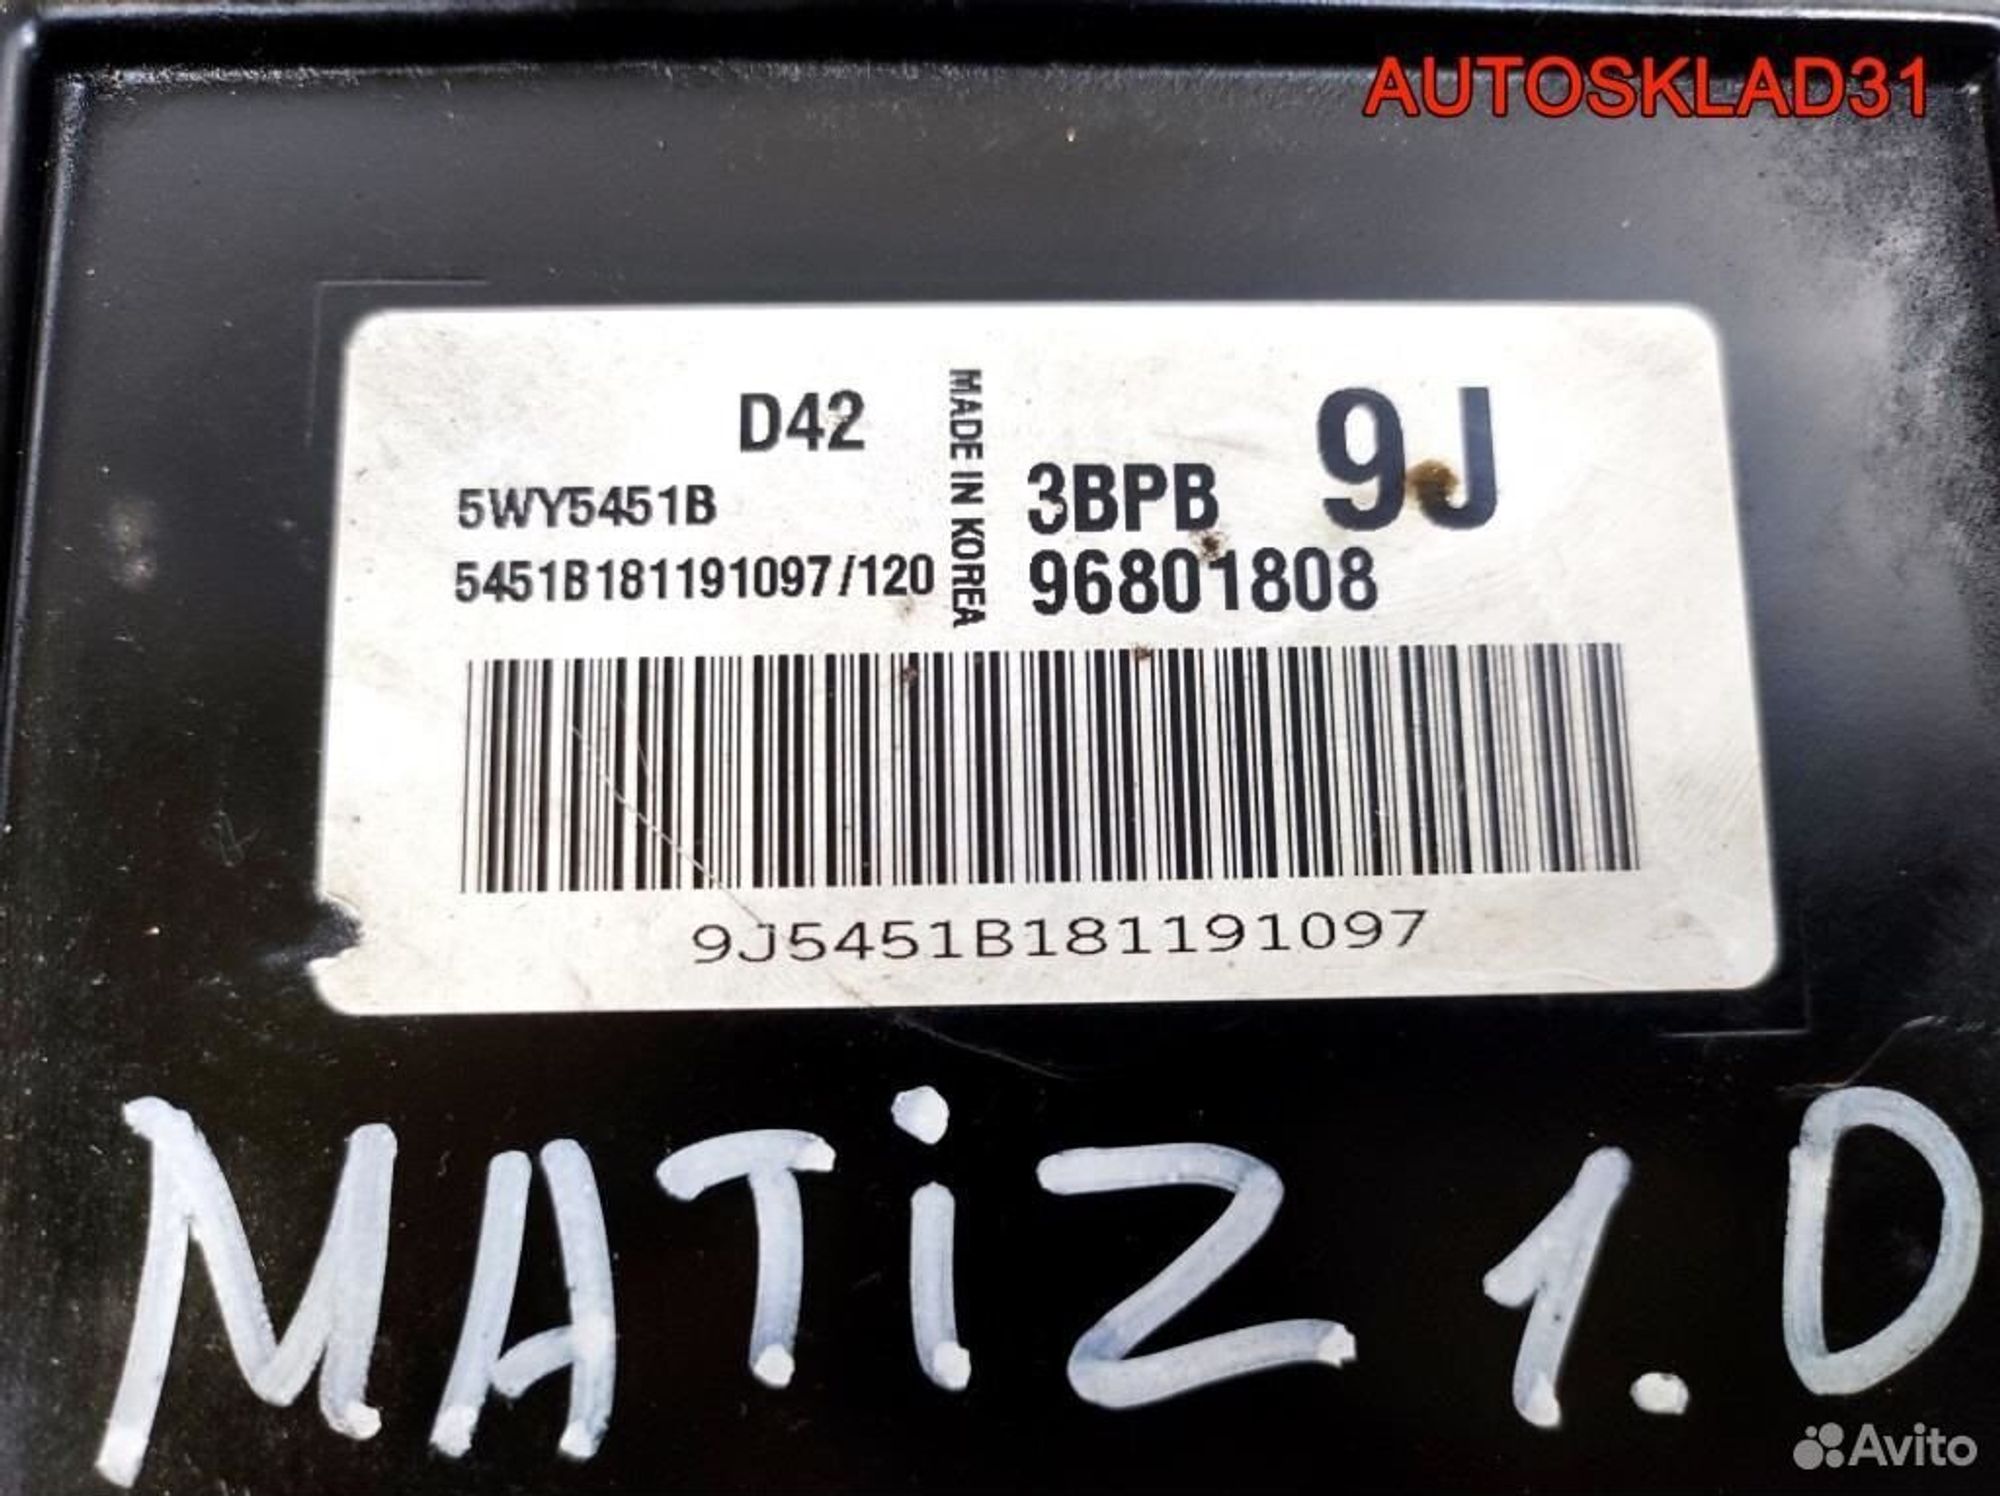 AUTOSKLAD31
D42
5WY5451B
5451B181191097/120
MADE IN KOREA
3BPB 9J
96801808
9J5451B181191097
MATiZ 1.0
Avito